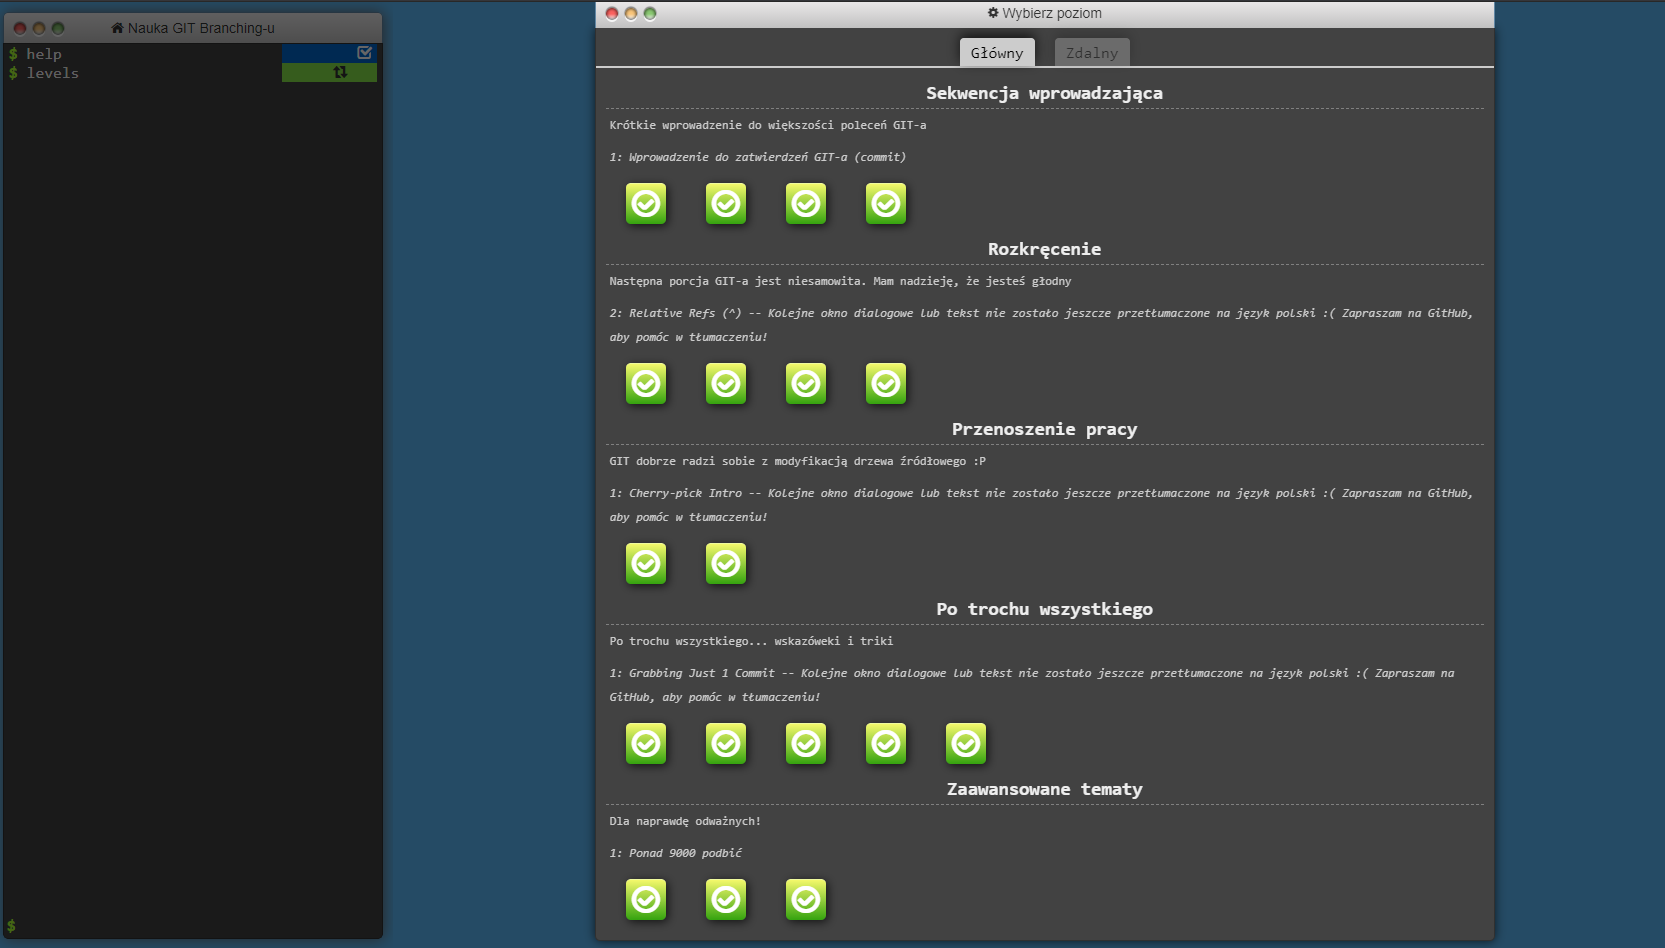 Nauka GIT Branching-u
$ help
$ levels
$
Wybierz poziom
Główny
Zdalny
Sekwencja wprowadzająca
Krótkie wprowadzenie do większości poleceń GIT-a
1: Wprowadzenie do zatwierdzeń GIT-a (commit)
Rozkręcenie
Następna porcja GIT-a jest niesamowita. Mam nadzieję, że jesteś głodny
2: Relative Refs (^) -- Kolejne okno dialogowe lub tekst nie zostało jeszcze przetłumaczone na język polski :( Zapraszam na GitHub,
aby pomóc w tłumaczeniu!
Przenoszenie pracy
GIT dobrze radzi sobie z modyfikacją drzewa źródłowego :P
1: Cherry-pick Intro -- Kolejne okno dialogowe lub tekst nie zostało jeszcze przetłumaczone na język polski :( Zapraszam na GitHub,
aby pomóc w tłumaczeniu!
Po trochu wszystkiego
Po trochu wszystkiego... wskazóweki i triki
1: Grabbing Just 1 Commit -- Kolejne okno dialogowe lub tekst nie zostało jeszcze przetłumaczone na język polski :( Zapraszam na
GitHub, aby pomóc w tłumaczeniu!
Zaawansowane tematy
Dla naprawdę odważnych!
1: Ponad 9000 podbić